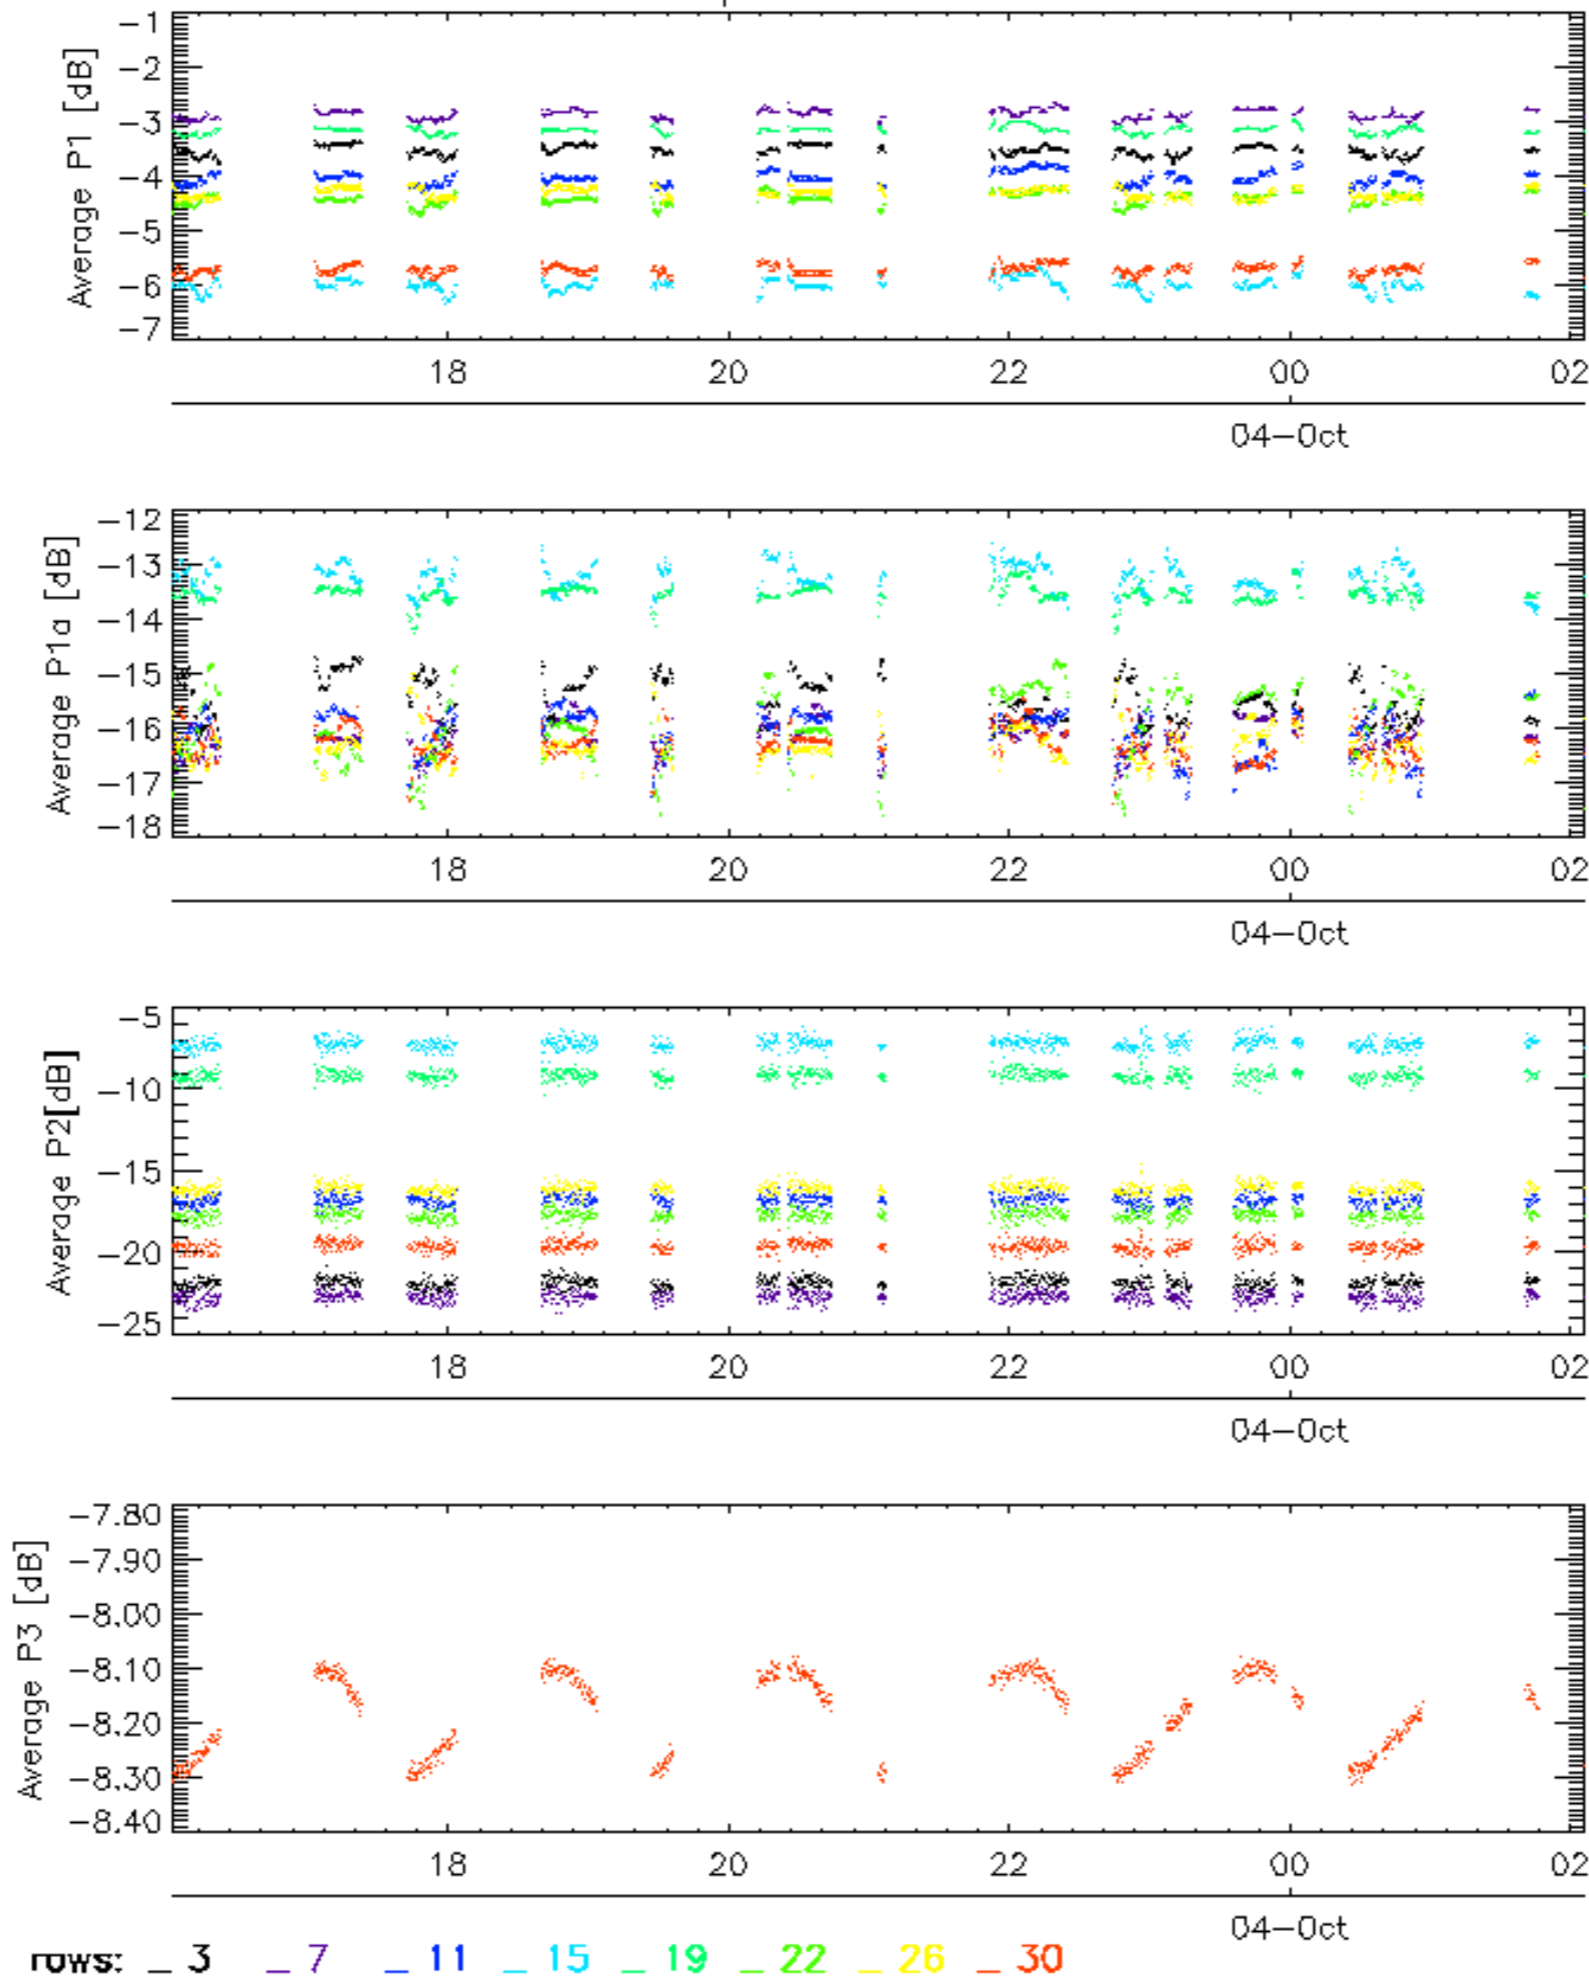 -1
-2
-3
-4
-5
-6
-7
Average P1 [dB]
18 20 22 00 02
04-Oct
-12
-13
-14
-15
-16
-17
-18
Average P1a [dB]
18 20 22 00 02
04-Oct
-5
-10
-15
-20
-25
Average P2[dB]
18 20 22 00 02
04-Oct
-7.80
-7.90
-8.00
-8.10
-8.20
-8.30
-8.40
Average P3 [dB]
18 20 22 00 02
04-Oct
rows: _ 3 _ 7 _ 11 _ 15 _ 19 _ 22 _ 26 _ 30